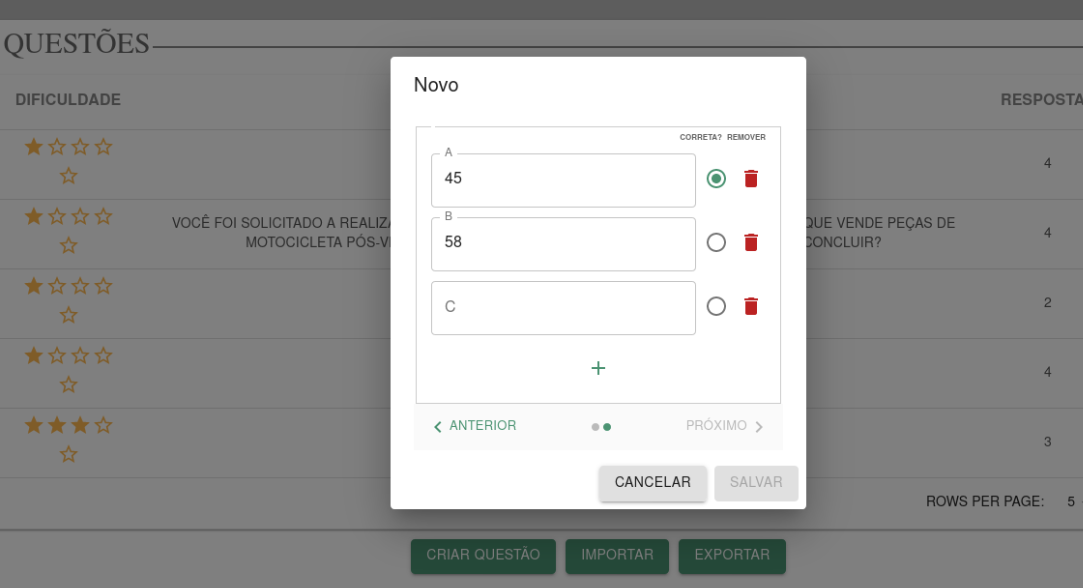 QUESTÕES
Novo
DIFICULDADE
RESPOSTA
CORRETA? REMOVER
A
45
4
B
58
VOCÊ FOI SOLICITADO A REALIZA
QUE VENDE PEÇAS DE
MOTOCICLETA PÓS-V
CONCLUIR?
4
C
2
4
ANTERIOR
PRÓXIMO
3
CANCELAR
SALVAR
ROWS PER PAGE: 5
CRIAR QUESTÃO
IMPORTAR
EXPORTAR